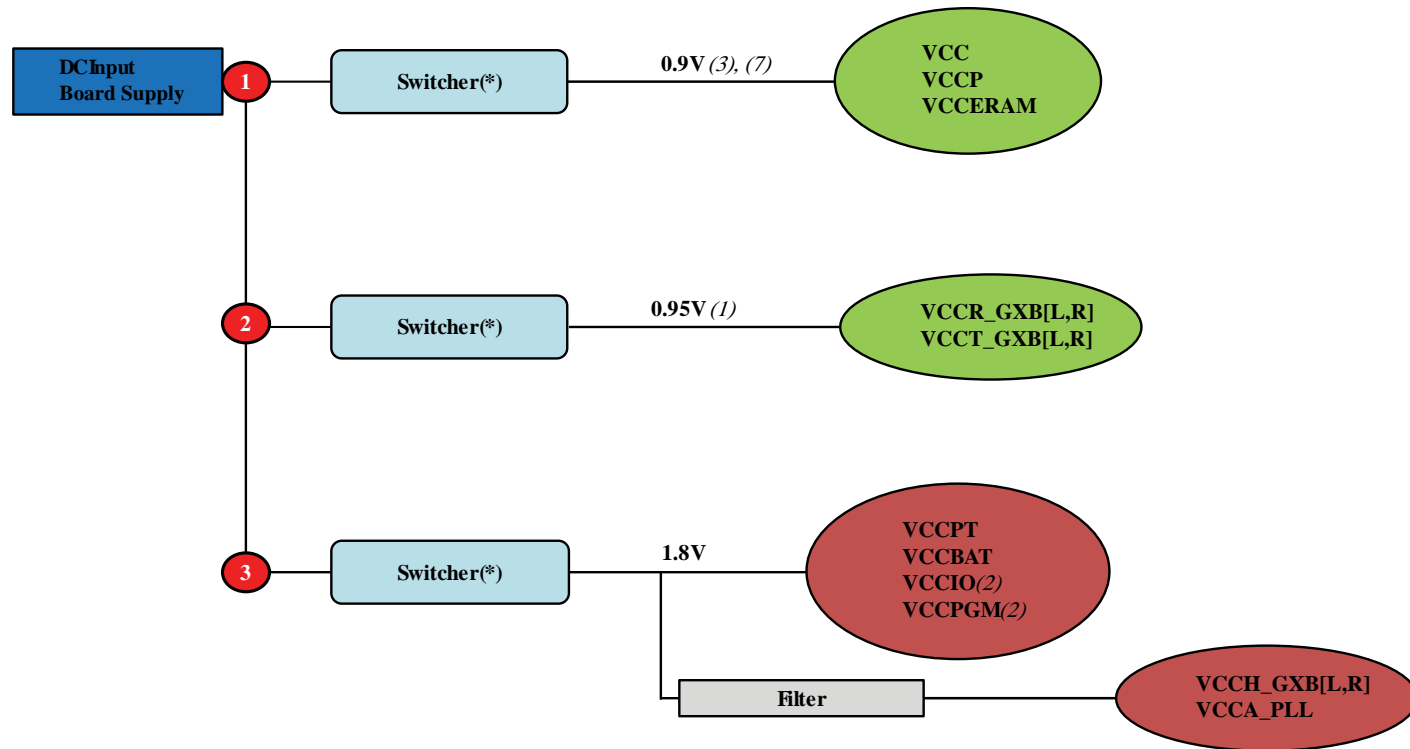 DCInput
Board Supply
1
Switcher(*)
0.9V (3), (7)
VCC
VCCP
VCCERAM
2
Switcher(*)
0.95V (1)
VCCR_GXB[L,R]
VCCT_GXB[L,R]
3
Switcher(*)
1.8V
VCCPT
VCCBAT
VCCIO(2)
VCCPGM(2)
Filter
VCCH_GXB[L,R]
VCCA_PLL